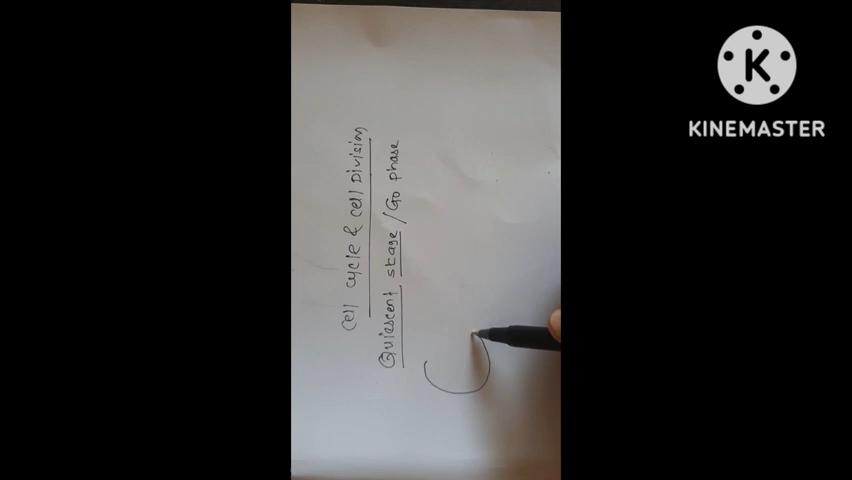 Cell cycle & cell Division
Quiescent stage / G0 phase
KINEMASTER